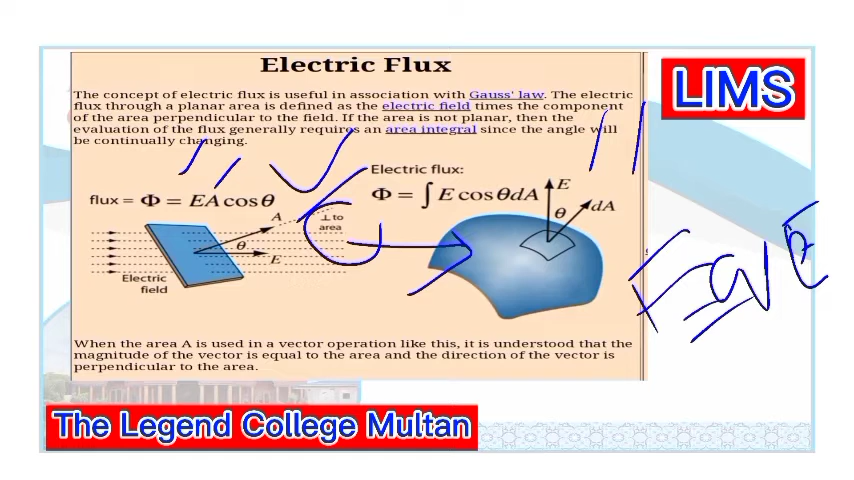 Electric Flux
LIMS
The concept of electric flux is useful in association with Gauss' law. The electric
flux through a planar area is defined as the electric field times the component
of the area perpendicular to the field. If the area is not planar, then the
evaluation of the flux generally requires an area integral since the angle will
be continually changing.
flux = Φ = EA cosθ
A
⊥ to
area
θ
E
Electric
field
Electric flux:
Φ = ∫ E cosθdA
E
θ
dA
When the area A is used in a vector operation like this, it is understood that the
magnitude of the vector is equal to the area and the direction of the vector is
perpendicular to the area.
The Legend College Multan